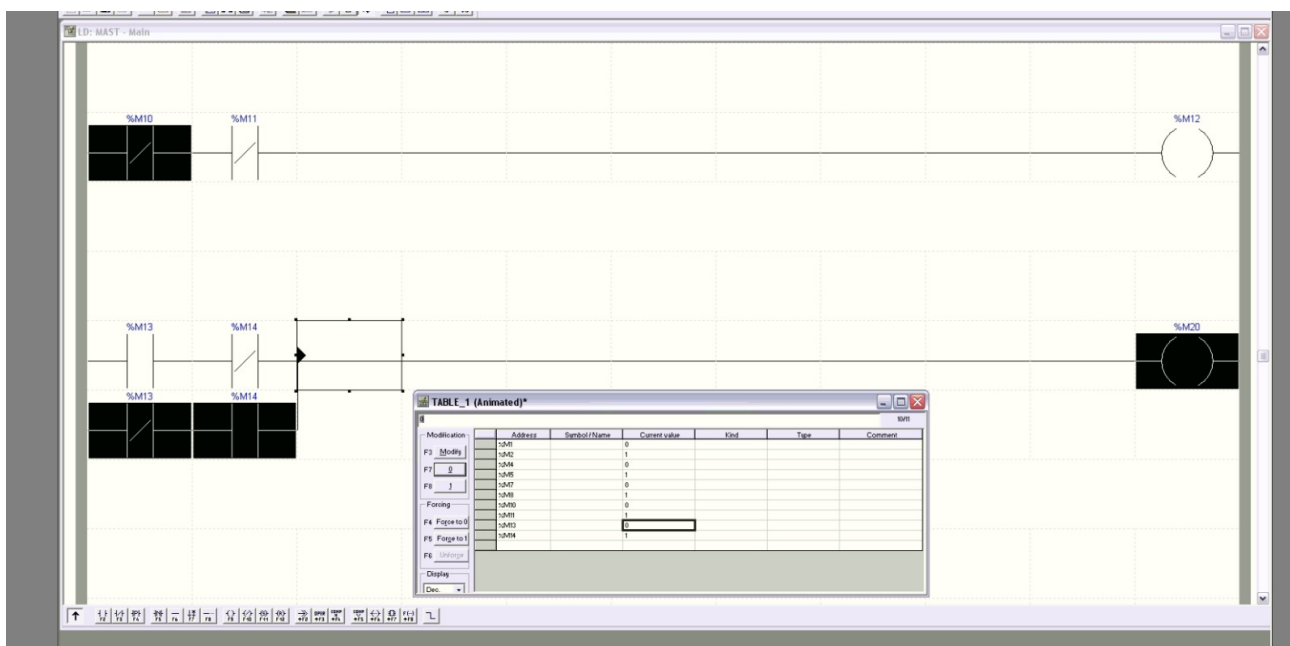 LD: MAST - Main
%M10 %M11 %M12
%M13 %M14 %M20
%M13 %M14
TABLE_1 (Animated)*
0
10/11
Modification
Address Symbol / Name Current value Kind Type Comment
%M1 0
F3 Modify
%M2 1
%M4 0
F7 0
%M5 1
%M7 0
F8 1
%M8 1
Forcing
%M10 0
%M11 1
F4 Force to 0
%M13 0
F5 Force to 1
%M14 1
F6 Unforce
Display
Dec.